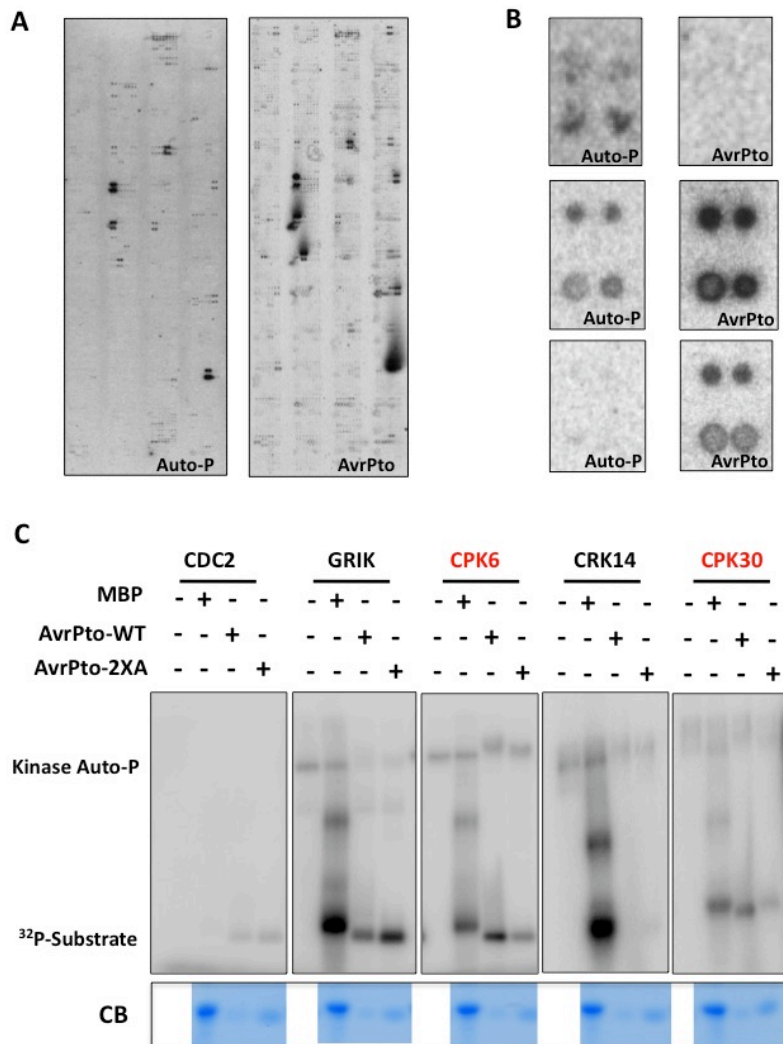 A
B
Auto-P
AvrPto
Auto-P
AvrPto
Auto-P
AvrPto
Auto-P
AvrPto
C
CDC2 GRIK CPK6 CRK14 CPK30
MBP - + - - - + - - - + - - - + - - - + - -
AvrPto-WT - - + - - - + - - - + - - - + - - - + -
AvrPto-2XA - - - + - - - + - - - + - - - + - - - +
Kinase Auto-P
32P-Substrate
CB